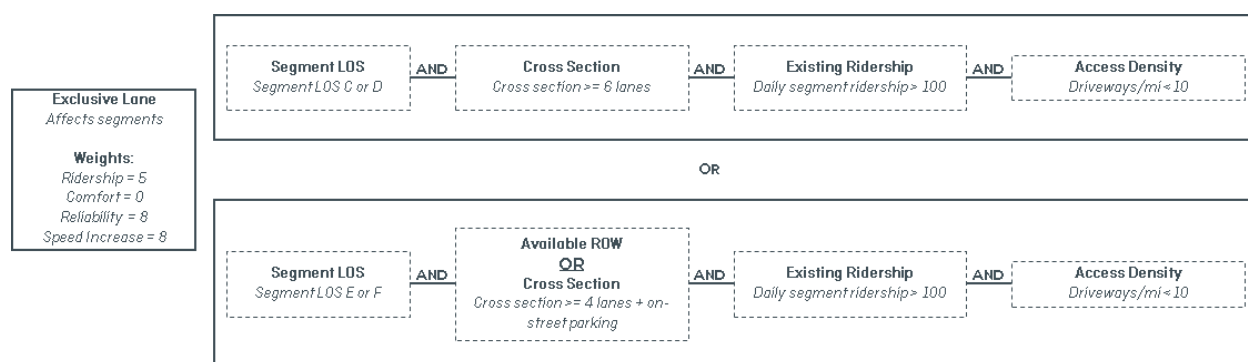 Exclusive Lane
Affects segments
Weights:
Ridership = 5
Comfort = 0
Reliability = 8
Speed Increase = 8
Segment LOS
Segment LOS C or D
AND
Cross Section
Cross section >= 6 lanes
AND
Existing Ridership
Daily segment ridership > 100
AND
Access Density
Driveways/mi < 10
OR
Segment LOS
Segment LOS E or F
AND
Available ROW
OR
Cross Section
Cross section >= 4 lanes + on-
street parking
AND
Existing Ridership
Daily segment ridership > 100
AND
Access Density
Driveways/mi < 10